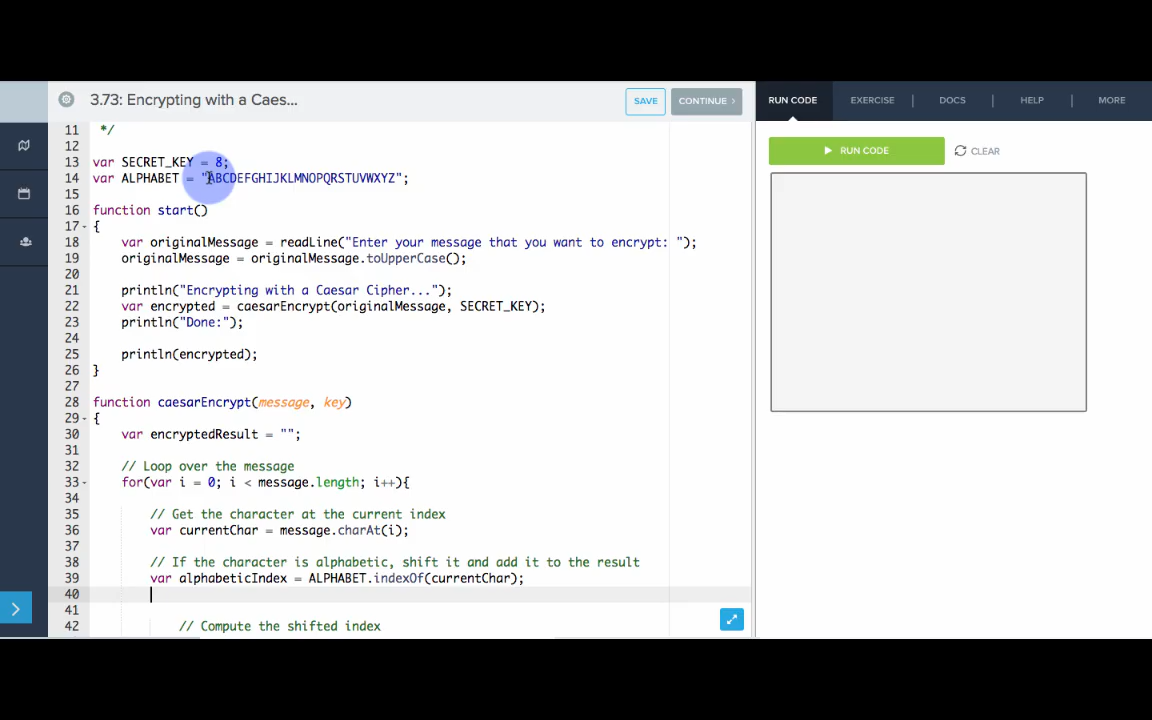 3.73: Encrypting with a Caes...
SAVE
CONTINUE >
RUN CODE
EXERCISE
DOCS
HELP
MORE
RUN CODE
CLEAR
11 */
12
13 var SECRET_KEY = 8;
14 var ALPHABET = "ABCDEFGHIJKLMNOPQRSTUVWXYZ";
15
16 function start()
17 {
18 var originalMessage = readLine("Enter your message that you want to encrypt: ");
19 originalMessage = originalMessage.toUpperCase();
20
21 println("Encrypting with a Caesar Cipher...");
22 var encrypted = caesarEncrypt(originalMessage, SECRET_KEY);
23 println("Done:");
24
25 println(encrypted);
26 }
27
28 function caesarEncrypt(message, key)
29 {
30 var encryptedResult = "";
31
32 // Loop over the message
33 for(var i = 0; i < message.length; i++){
34
35 // Get the character at the current index
36 var currentChar = message.charAt(i);
37
38 // If the character is alphabetic, shift it and add it to the result
39 var alphabeticIndex = ALPHABET.indexOf(currentChar);
40
41
42 // Compute the shifted index